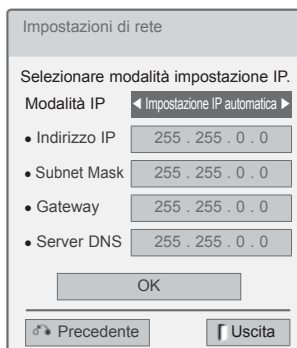 Impostazioni di rete
Selezionare modalità impostazione IP.
Modalità IP ◀ Impostazione IP automatica ▶
• Indirizzo IP 255 . 255 . 0 . 0
• Subnet Mask 255 . 255 . 0 . 0
• Gateway 255 . 255 . 0 . 0
• Server DNS 255 . 255 . 0 . 0
OK
Precedente Uscita